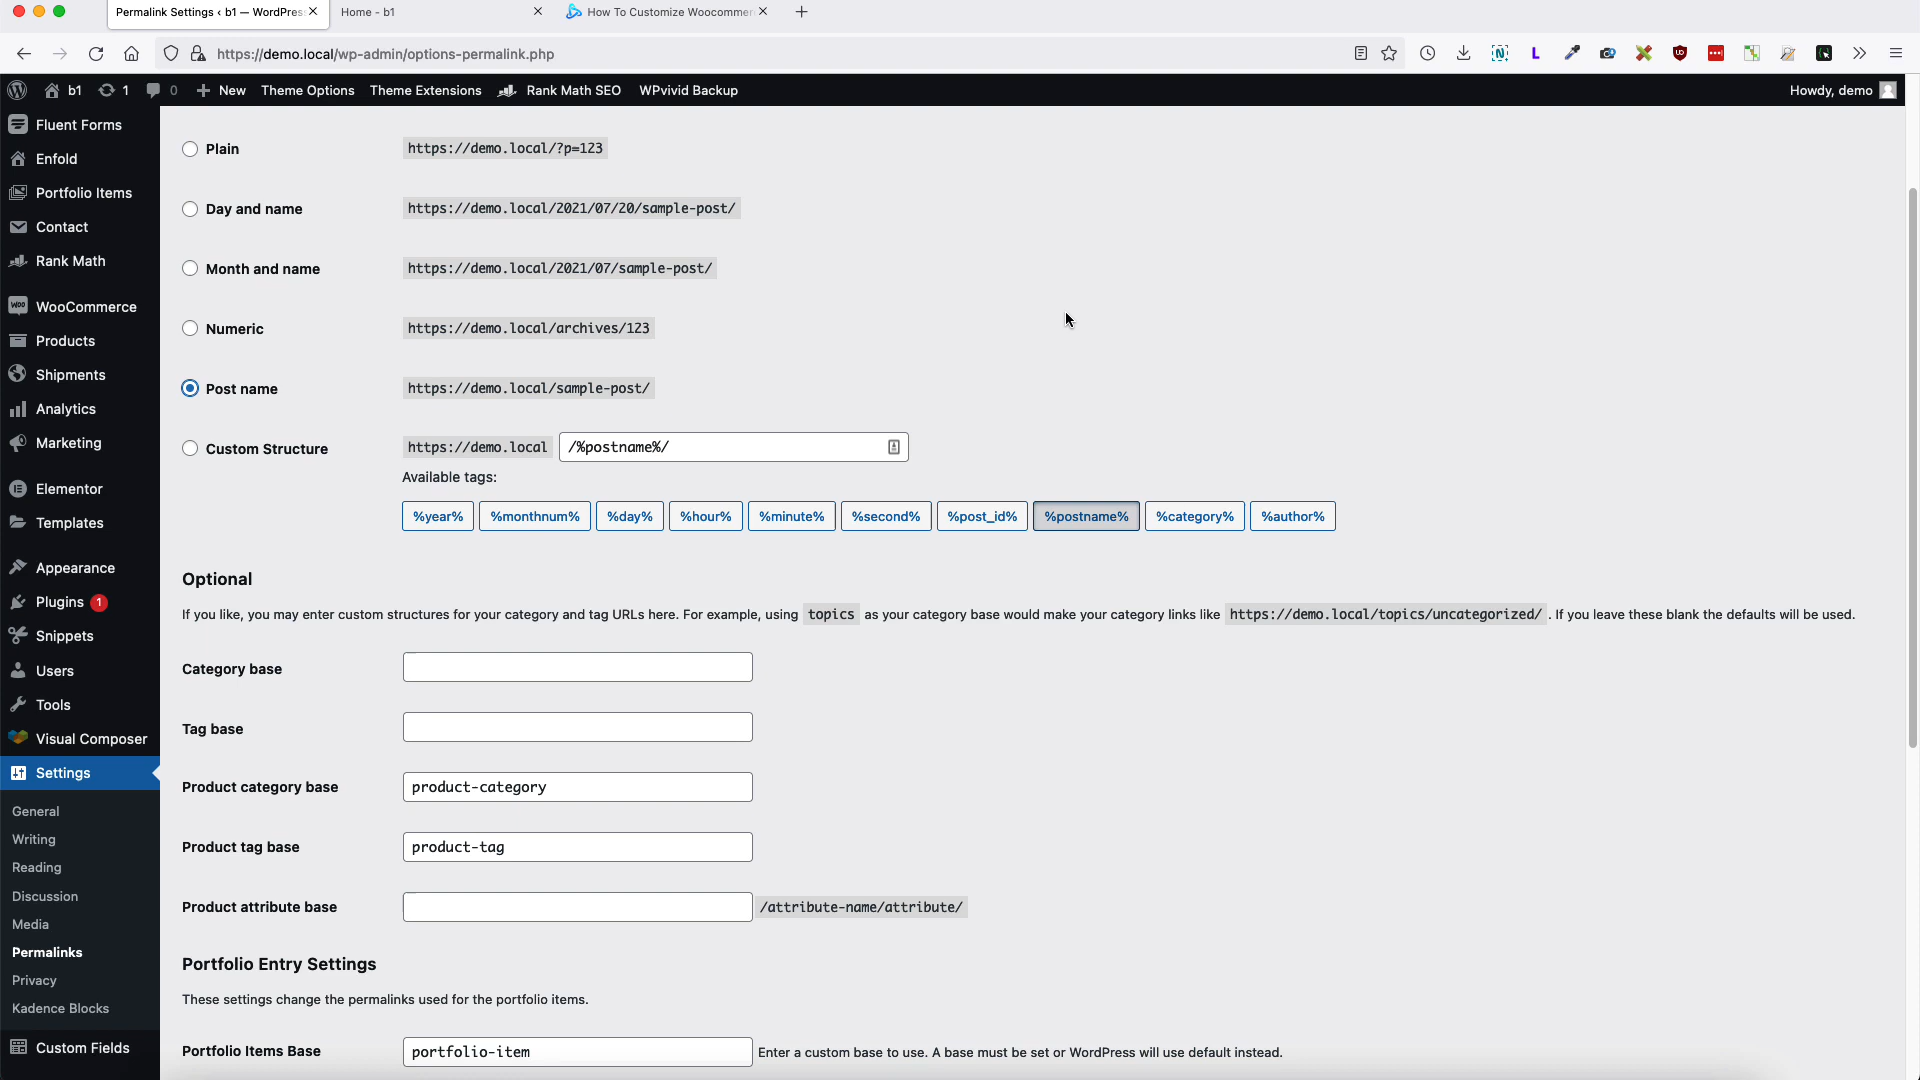 Permalink Settings ‹ b1 — WordPres
Home - b1
How To Customize Woocommer
https://demo.local/wp-admin/options-permalink.php
b1
1
0
New
Theme Options
Theme Extensions
Rank Math SEO
WPvivid Backup
Howdy, demo
Fluent Forms
Enfold
Portfolio Items
Contact
Rank Math
WooCommerce
Products
Shipments
Analytics
Marketing
Elementor
Templates
Appearance
Plugins 1
Snippets
Users
Tools
Visual Composer
Settings
General
Writing
Reading
Discussion
Media
Permalinks
Privacy
Kadence Blocks
Custom Fields
Plain https://demo.local/?p=123
Day and name https://demo.local/2021/07/20/sample-post/
Month and name https://demo.local/2021/07/sample-post/
Numeric https://demo.local/archives/123
Post name https://demo.local/sample-post/
Custom Structure https://demo.local /%postname%/
Available tags:
%year% %monthnum% %day% %hour% %minute% %second% %post_id% %postname% %category% %author%
Optional
If you like, you may enter custom structures for your category and tag URLs here. For example, using topics as your category base would make your category links like https://demo.local/topics/uncategorized/ . If you leave these blank the defaults will be used.
Category base
Tag base
Product category base product-category
Product tag base product-tag
Product attribute base /attribute-name/attribute/
Portfolio Entry Settings
These settings change the permalinks used for the portfolio items.
Portfolio Items Base portfolio-item Enter a custom base to use. A base must be set or WordPress will use default instead.